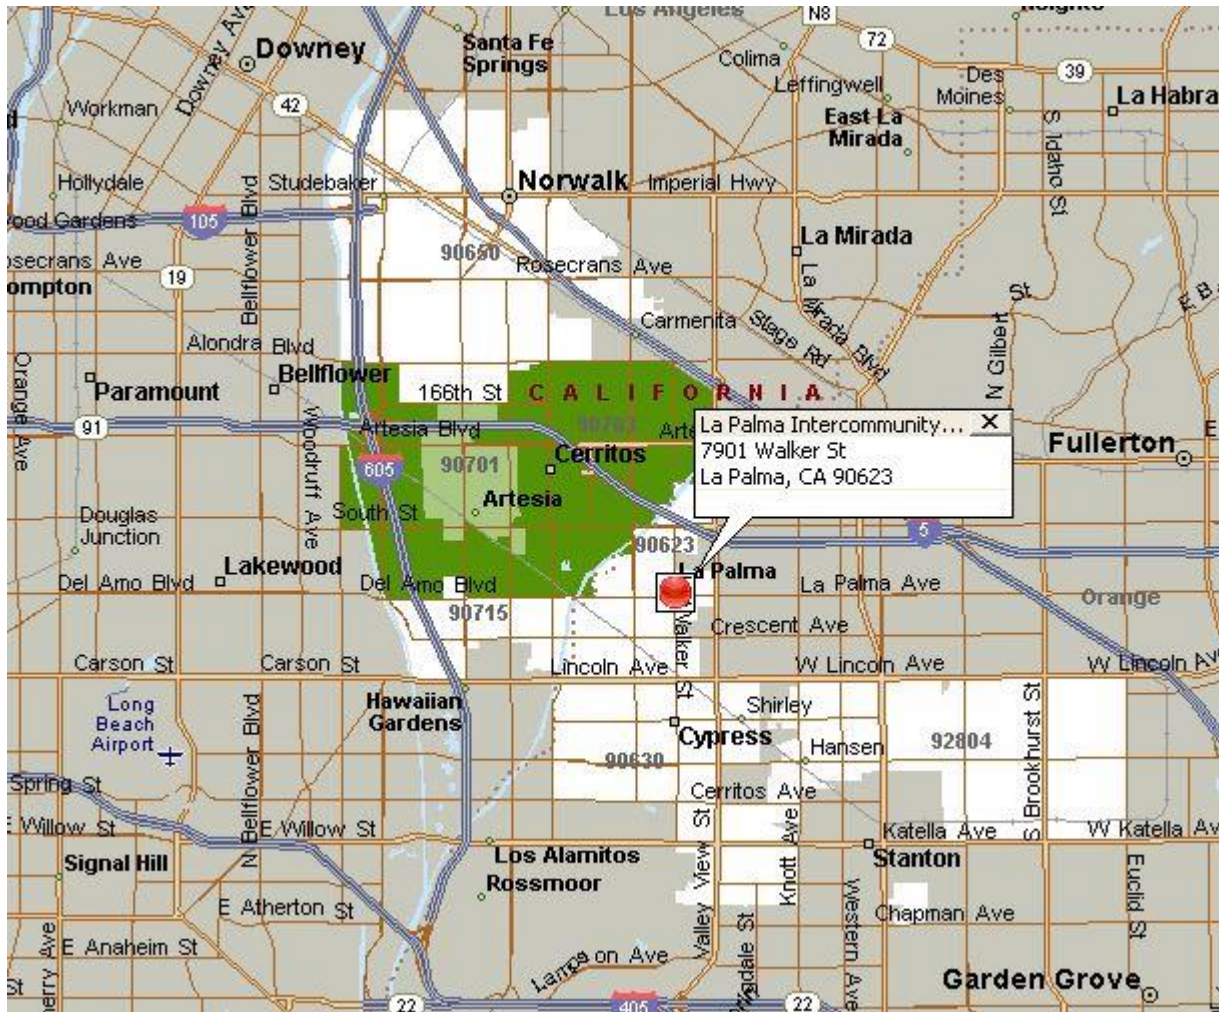 Los Angeles
N8
Downey
Downey Ave
Santa Fe
Springs
72
Colima
39
Leffingwell
Des
Moines
La Habra
Workman
42
East La
Mirada
S Idaho St
Hollydale
Bellflower Blvd
Studebaker
Norwalk
Imperial Hwy
105
La Mirada
90650
Rosecrans Ave
19
La Mirada Blvd
St
Carmenita
Stage Rd
N Gilbert
Alondra Blvd
Orange Ave
Paramount
Bellflower
166th St
CALIFORNIA
Woodruff Ave
91
Artesia Blvd
90703
La Palma Intercommunity...
7901 Walker St
La Palma, CA 90623
Fullerton
605
90701
Cerritos
Artesia
South St
Douglas
Junction
5
90623
Lakewood
La Palma
Del Amo Blvd
Del Amo Blvd
La Palma Ave
Orange
90715
Walker St
Crescent Ave
Carson St
Carson St
Lincoln Ave
W Lincoln Ave
W Lincoln Av
Long
Beach
Airport
N Bellflower Blvd
Hawaiian
Gardens
Shirley
Cypress
Hansen
92804
S Brookhurst St
90630
Spring St
Cerritos Ave
E Willow St
E Willow St
Valley View St
Knott Ave
Katella Ave
W Katella Av
Signal Hill
Los Alamitos
Stanton
Rossmoor
Euclid St
E Atherton St
Western Ave
Chapman Ave
E Anaheim St
Garden Grove
22
405
22